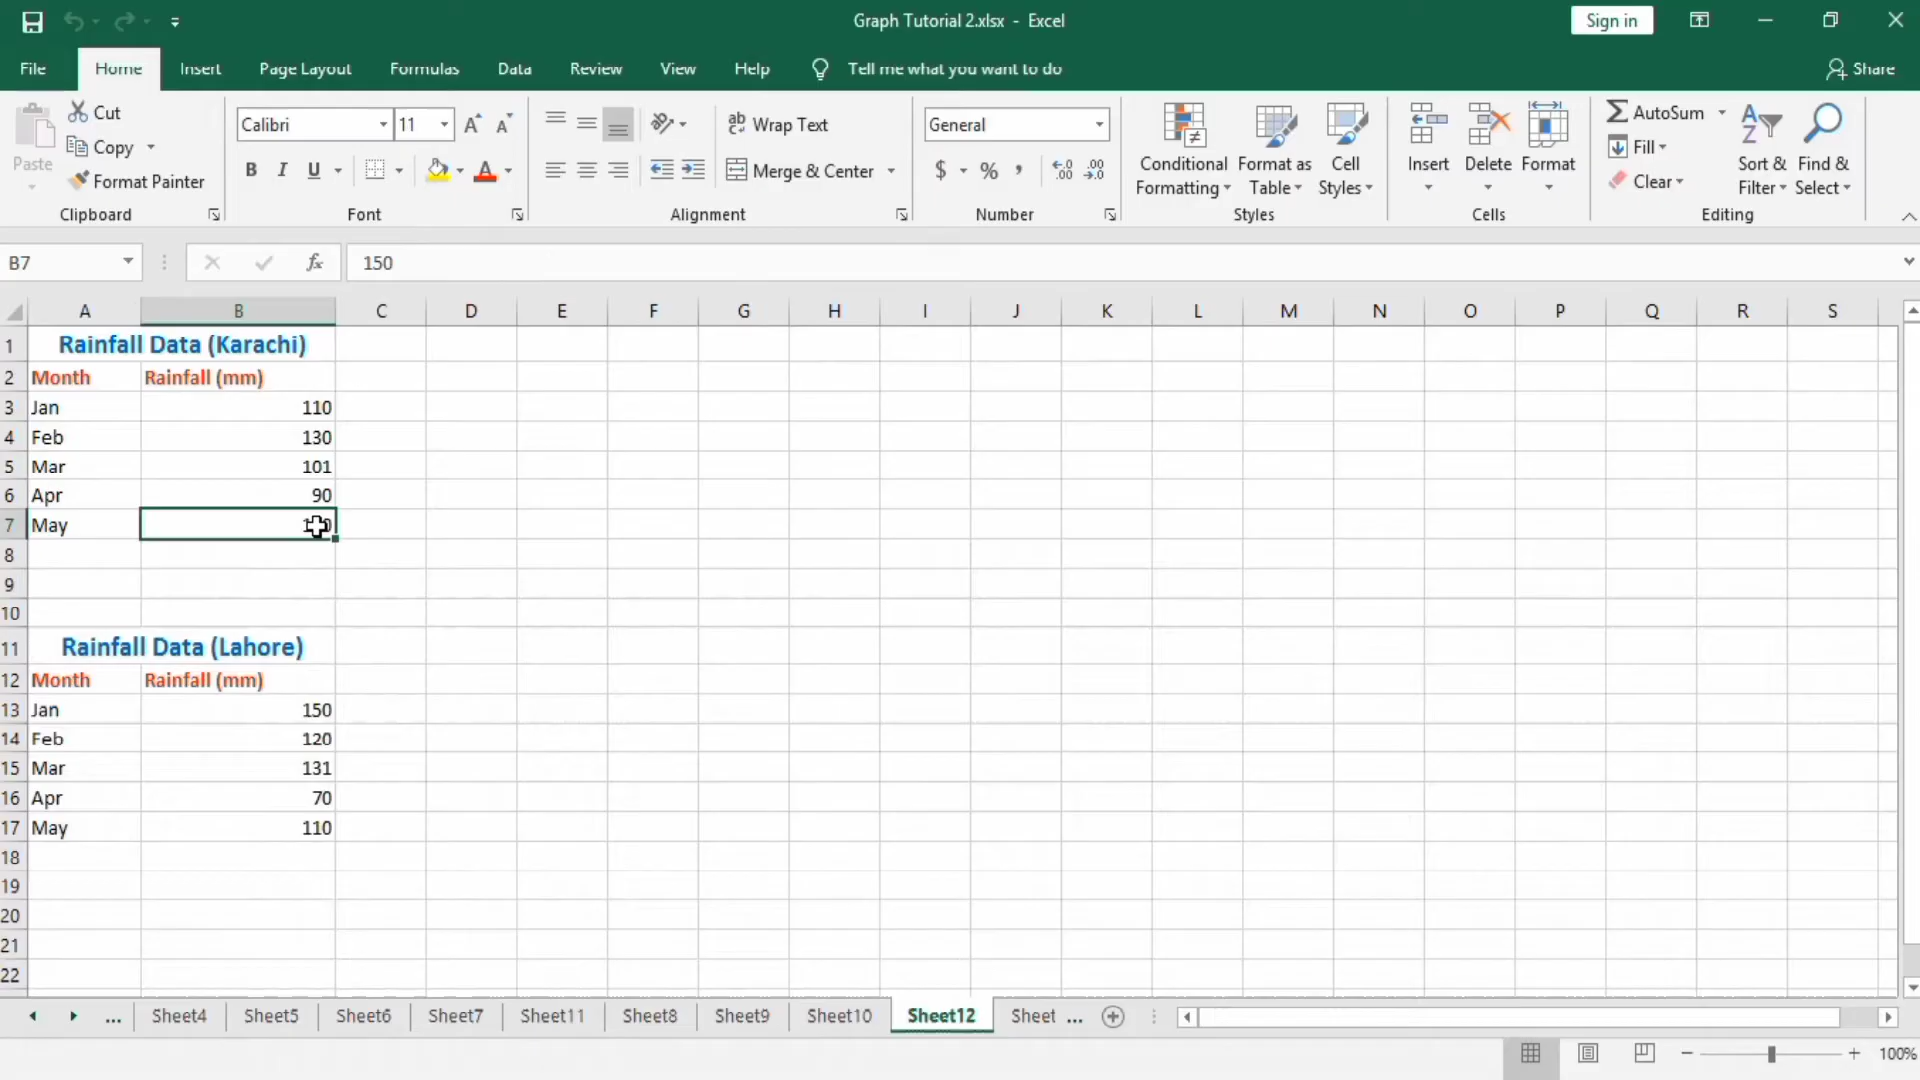 Graph Tutorial 2.xlsx - Excel
Sign in
File Home Insert Page Layout Formulas Data Review View Help Tell me what you want to do Share
Paste
Cut
Copy
Format Painter
Clipboard
Calibri 11
A A
B I U A
Font
ab Wrap Text
Merge & Center
Alignment
General
$ % , .0 .00 .00 .0
Number
Conditional Formatting
Format as Table
Cell Styles
Styles
Insert Delete Format
Cells
AutoSum
Fill
Clear
Sort & Filter
Find & Select
Editing
B7 fx 150
A B C D E F G H I J K L M N O P Q R S
1 Rainfall Data (Karachi)
2 Month Rainfall (mm)
3 Jan 110
4 Feb 130
5 Mar 101
6 Apr 90
7 May
8
9
10
11 Rainfall Data (Lahore)
12 Month Rainfall (mm)
13 Jan 150
14 Feb 120
15 Mar 131
16 Apr 70
17 May 110
18
19
20
21
22
... Sheet4 Sheet5 Sheet6 Sheet7 Sheet11 Sheet8 Sheet9 Sheet10 Sheet12 Sheet ...
100%